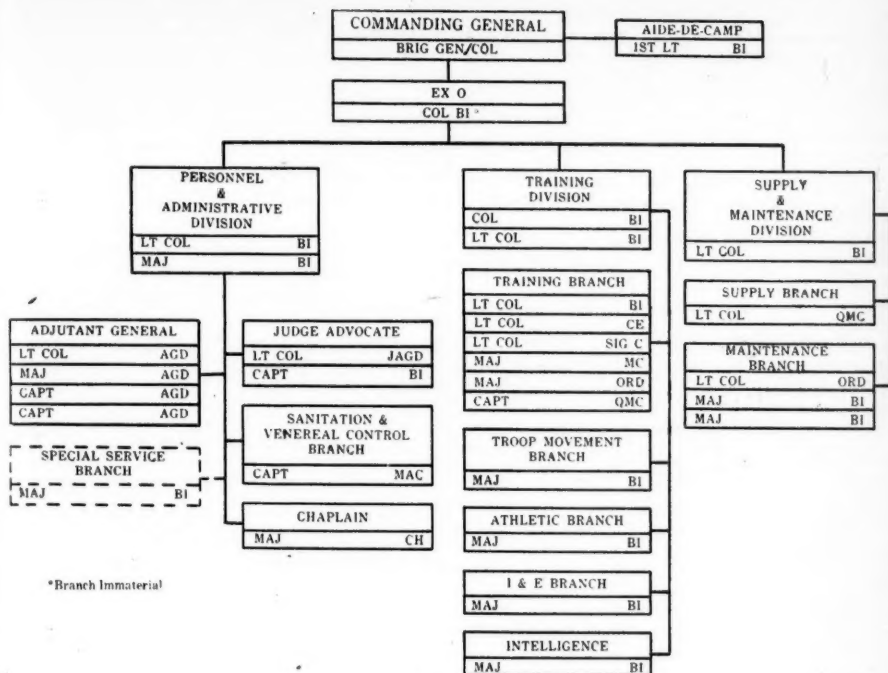 COMMANDING GENERAL
BRIG GEN/COL
AIDE-DE-CAMP
1ST LT BI
EX O
COL BI*
PERSONNEL
&
ADMINISTRATIVE
DIVISION
LT COL BI
MAJ BI
TRAINING
DIVISION
COL BI
LT COL BI
SUPPLY
&
MAINTENANCE
DIVISION
LT COL BI
ADJUTANT GENERAL
LT COL AGD
MAJ AGD
CAPT AGD
CAPT AGD
SPECIAL SERVICE
BRANCH
MAJ BI
JUDGE ADVOCATE
LT COL JAGD
CAPT BI
SANITATION &
VENEREAL CONTROL
BRANCH
CAPT MAC
CHAPLAIN
MAJ CH
TRAINING BRANCH
LT COL BI
LT COL CE
LT COL SIG C
MAJ MC
MAJ ORD
CAPT QMC
TROOP MOVEMENT
BRANCH
MAJ BI
ATHLETIC BRANCH
MAJ BI
I & E BRANCH
MAJ BI
INTELLIGENCE
MAJ BI
SUPPLY BRANCH
LT COL QMC
MAINTENANCE
BRANCH
LT COL ORD
MAJ BI
MAJ BI
*Branch Immaterial